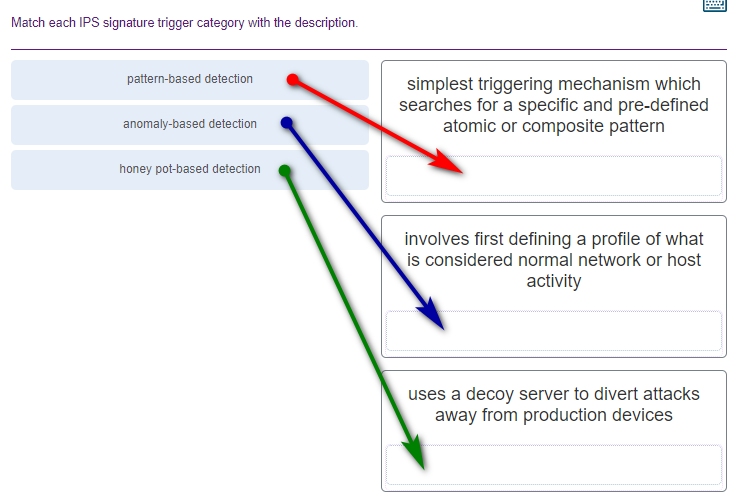 Match each IPS signature trigger category with the description.
pattern-based detection
anomaly-based detection
honey pot-based detection
simplest triggering mechanism which
searches for a specific and pre-defined
atomic or composite pattern
involves first defining a profile of what
is considered normal network or host
activity
uses a decoy server to divert attacks
away from production devices